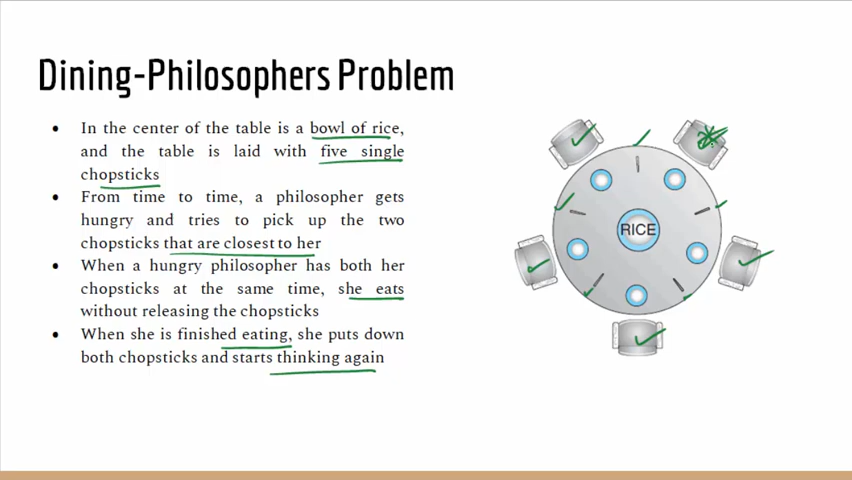 Dining-Philosophers Problem
• In the center of the table is a bowl of rice,
and the table is laid with five single
chopsticks
• From time to time, a philosopher gets
hungry and tries to pick up the two
chopsticks that are closest to her
• When a hungry philosopher has both her
chopsticks at the same time, she eats
without releasing the chopsticks
• When she is finished eating, she puts down
both chopsticks and starts thinking again
RICE